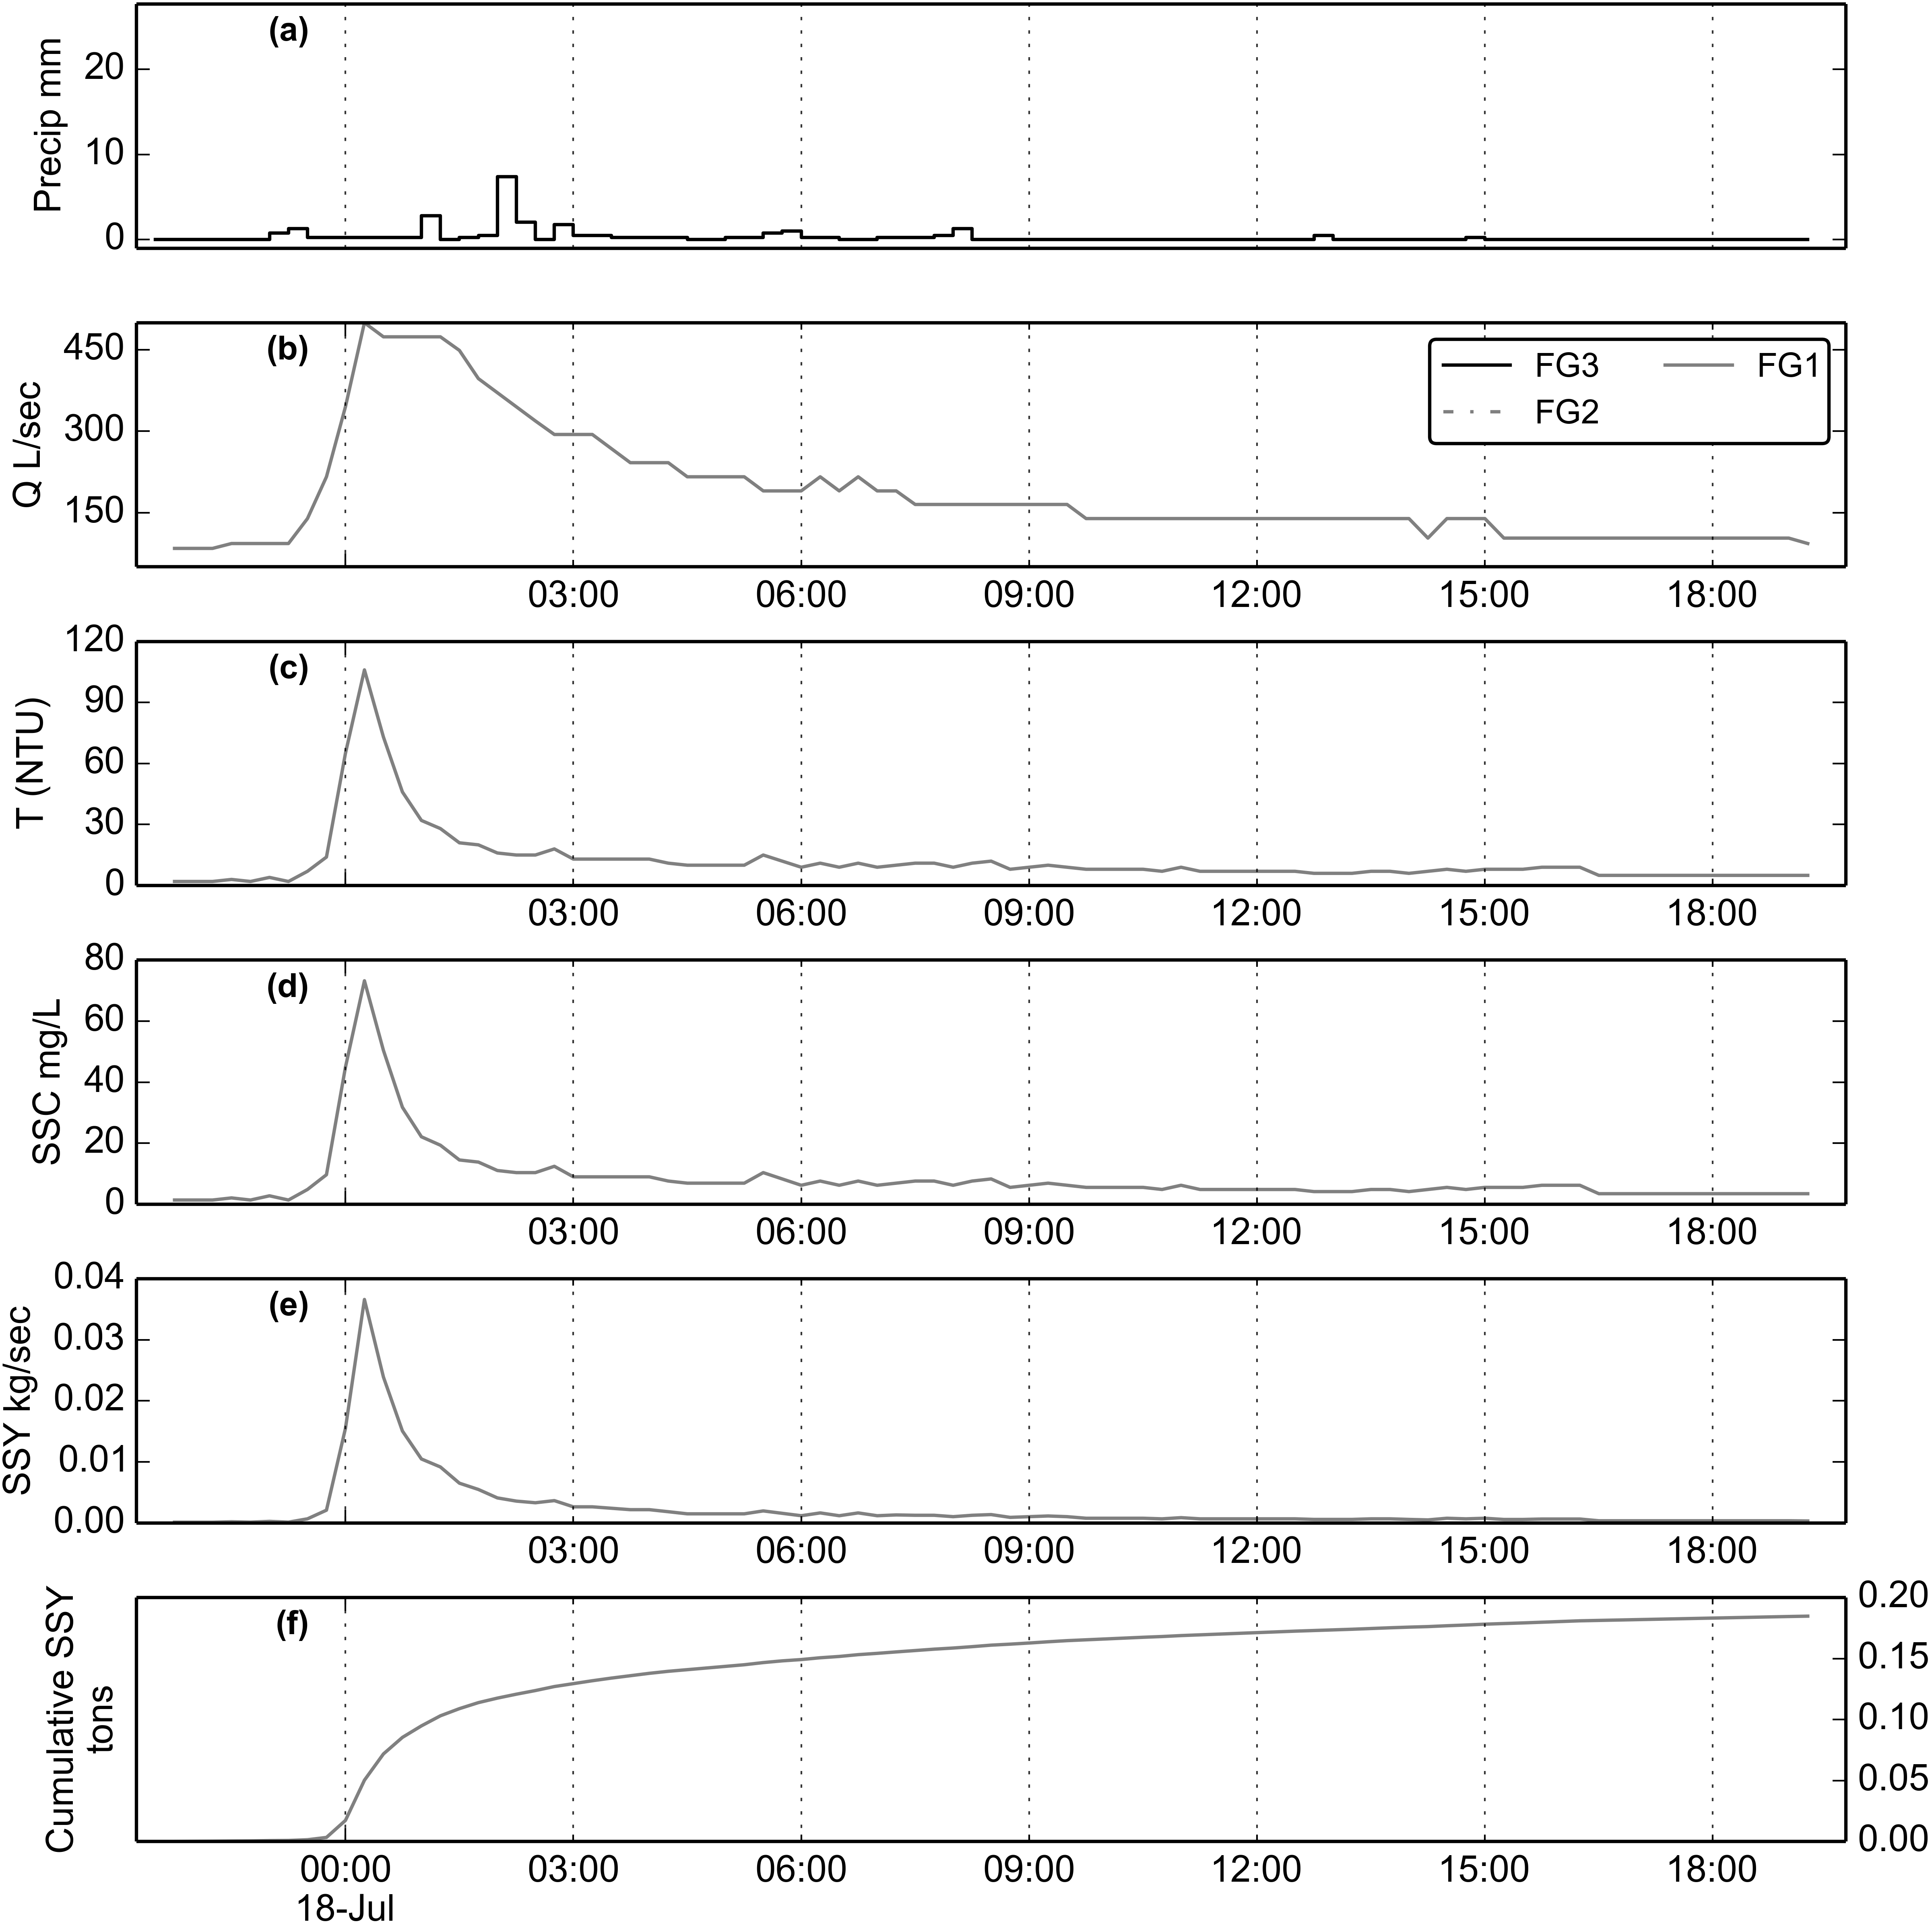 (a)
Precip mm
20
10
0
(b)
Q L/sec
450
300
150
FG3 FG1
FG2
03:00 06:00 09:00 12:00 15:00 18:00
(c)
T (NTU)
120
90
60
30
0
03:00 06:00 09:00 12:00 15:00 18:00
(d)
SSC mg/L
80
60
40
20
0
03:00 06:00 09:00 12:00 15:00 18:00
(e)
SSY kg/sec
0.04
0.03
0.02
0.01
0.00
03:00 06:00 09:00 12:00 15:00 18:00
(f)
Cumulative SSY
tons
0.20
0.15
0.10
0.05
0.00
00:00 03:00 06:00 09:00 12:00 15:00 18:00
18-Jul